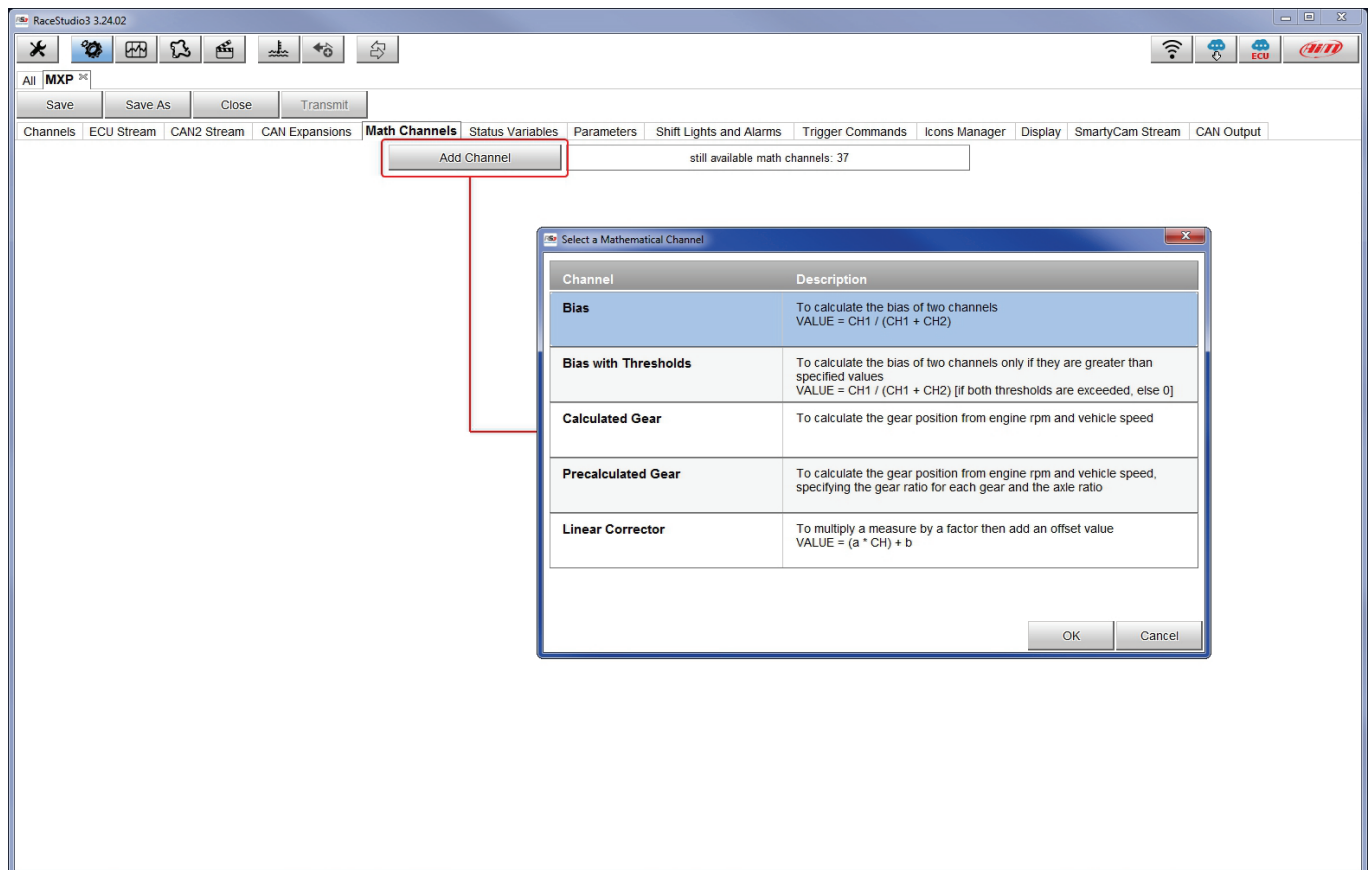 RaceStudio3 3.24.02
ECU
AiM
All MXP
Save Save As Close Transmit
Channels ECU Stream CAN2 Stream CAN Expansions Math Channels Status Variables Parameters Shift Lights and Alarms Trigger Commands Icons Manager Display SmartyCam Stream CAN Output
Add Channel still available math channels: 37
Select a Mathematical Channel
Channel Description
Bias To calculate the bias of two channels
VALUE = CH1 / (CH1 + CH2)
Bias with Thresholds To calculate the bias of two channels only if they are greater than
specified values
VALUE = CH1 / (CH1 + CH2) [if both thresholds are exceeded, else 0]
Calculated Gear To calculate the gear position from engine rpm and vehicle speed
Precalculated Gear To calculate the gear position from engine rpm and vehicle speed,
specifying the gear ratio for each gear and the axle ratio
Linear Corrector To multiply a measure by a factor then add an offset value
VALUE = (a * CH) + b
OK Cancel